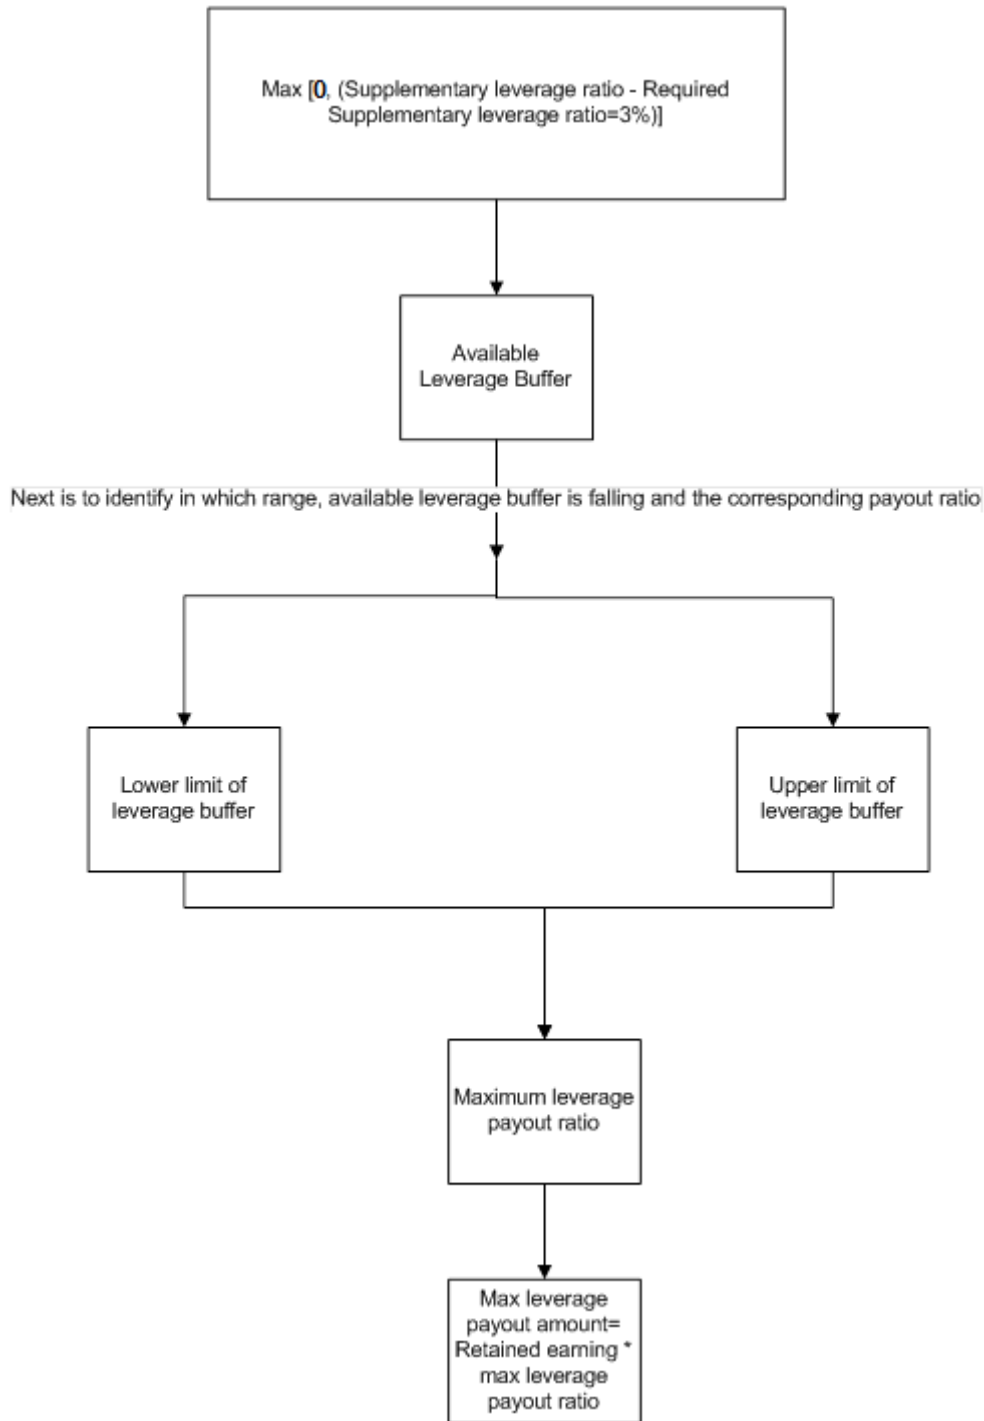 Max [0, (Supplementary leverage ratio - Required
Supplementary leverage ratio=3%)]
Available
Leverage Buffer
Next is to identify in which range, available leverage buffer is falling and the corresponding payout ratio
Lower limit of
leverage buffer
Upper limit of
leverage buffer
Maximum leverage
payout ratio
Max leverage
payout amount=
Retained earning *
max leverage
payout ratio